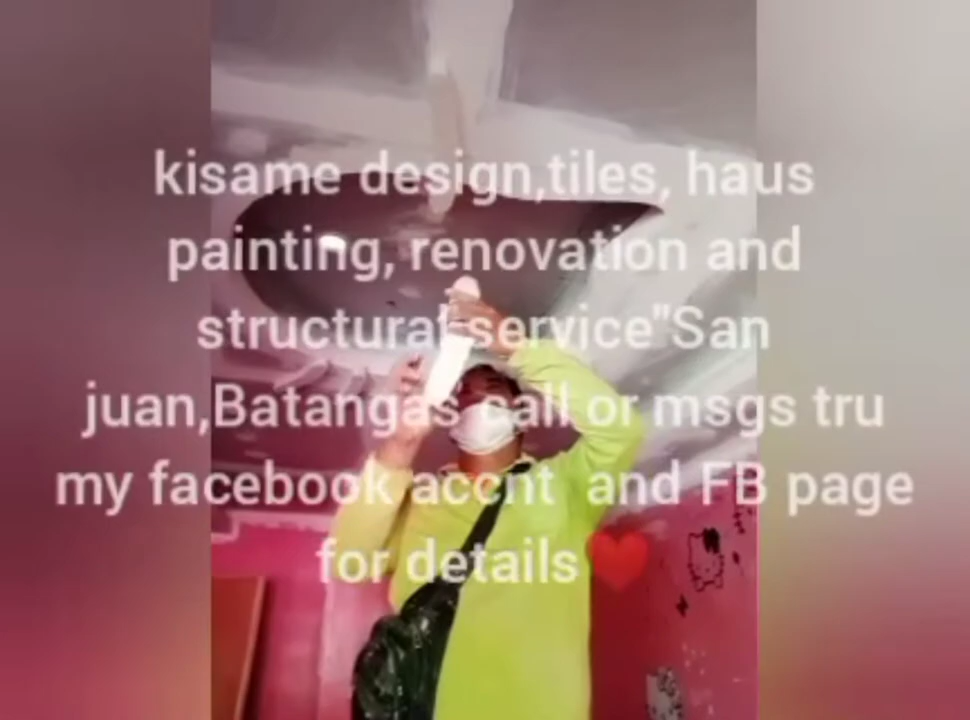 kisame design,tiles, haus
painting, renovation and
structural service"San
juan,Batangas call or msgs tru
my facebook accnt  and FB page
for details❤️